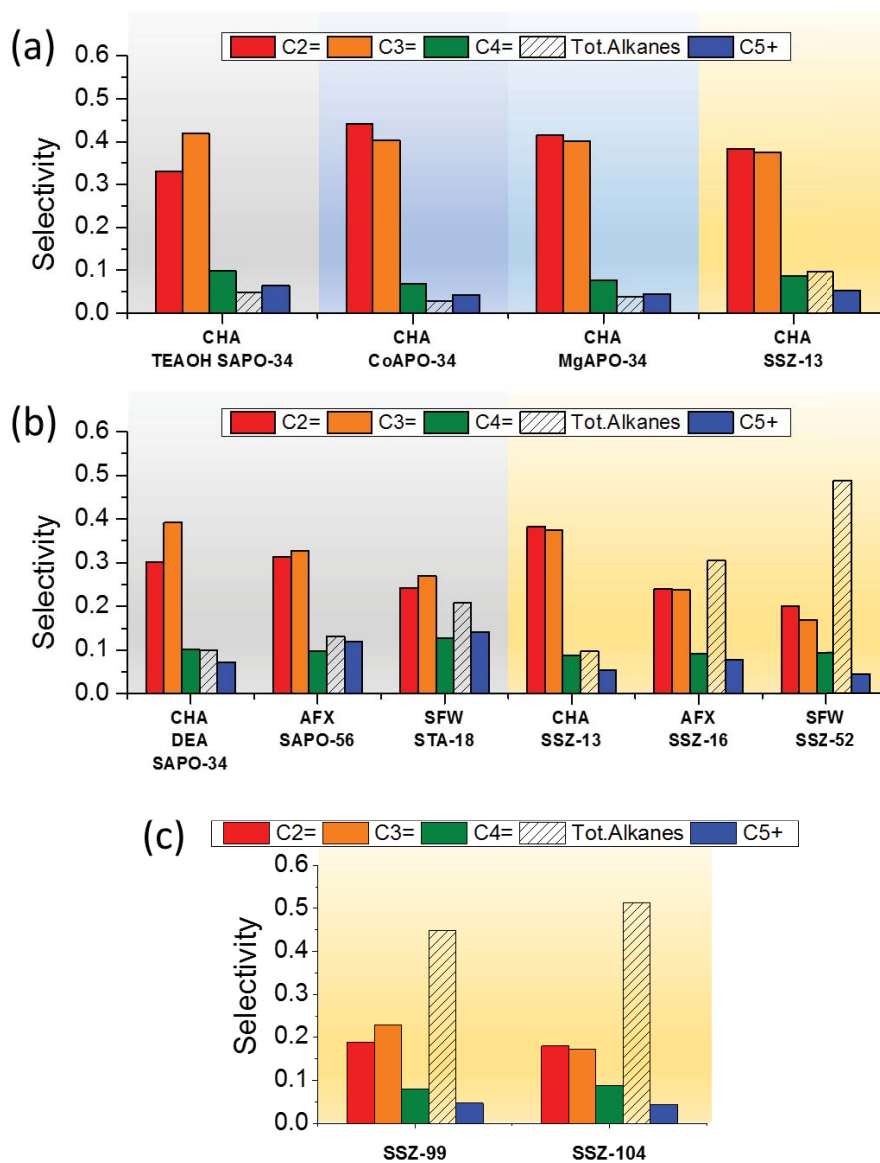 (a)
C2= C3= C4= Tot.Alkanes C5+
Selectivity
0.6
0.5
0.4
0.3
0.2
0.1
0.0
CHA CHA CHA CHA
TEAOH SAPO-34 CoAPO-34 MgAPO-34 SSZ-13
(b)
C2= C3= C4= Tot.Alkanes C5+
Selectivity
0.6
0.5
0.4
0.3
0.2
0.1
0.0
CHA AFX SFW CHA AFX SFW
DEA SAPO-56 STA-18 SSZ-13 SSZ-16 SSZ-52
SAPO-34
(c)
C2= C3= C4= Tot.Alkanes C5+
Selectivity
0.6
0.5
0.4
0.3
0.2
0.1
0.0
SSZ-99 SSZ-104